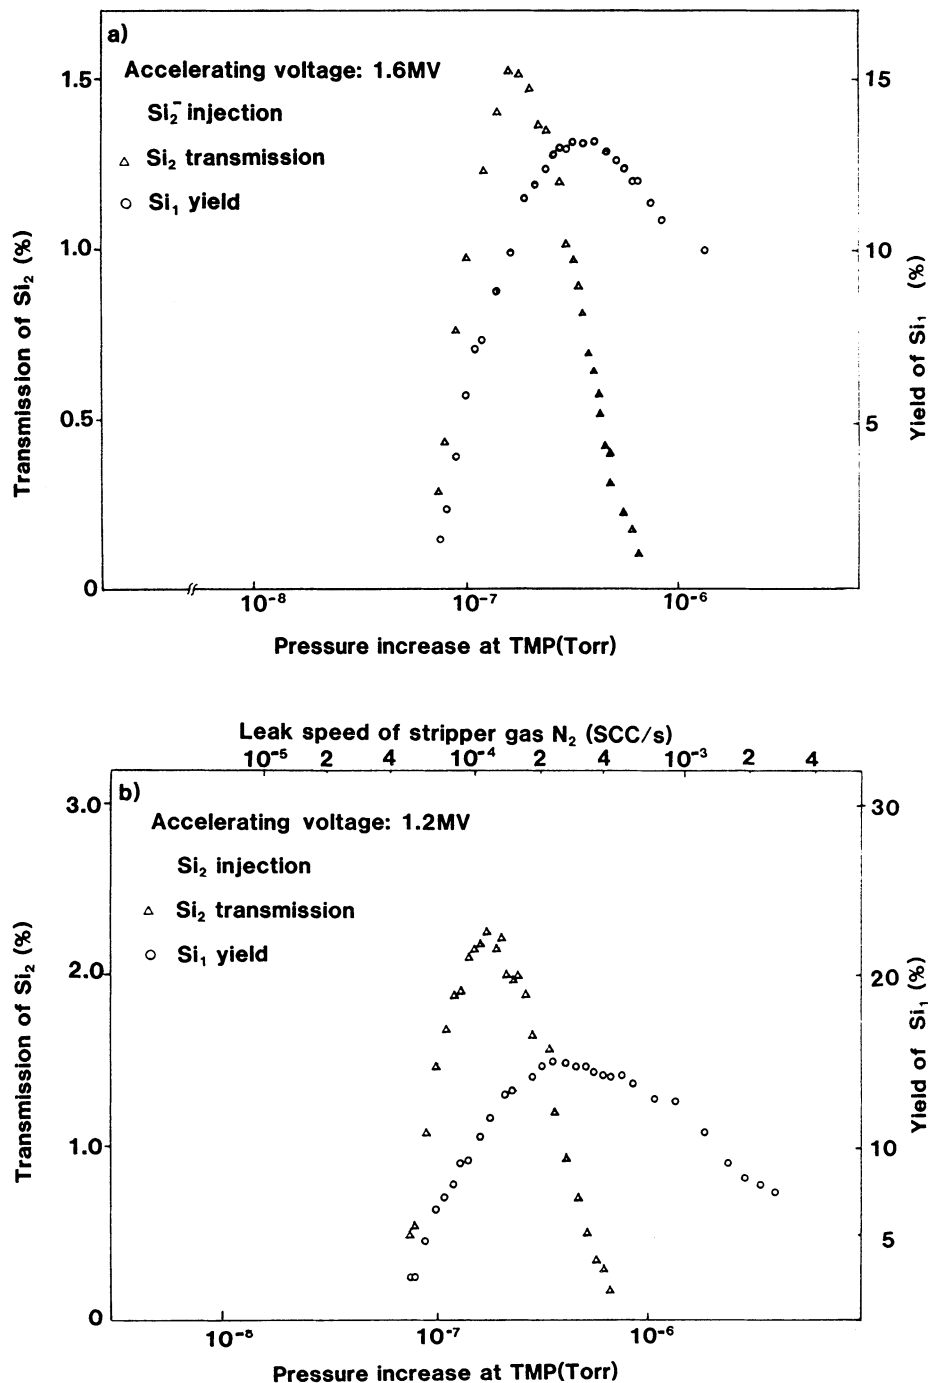 a)
Accelerating voltage: 1.6MV
Si₂⁻ injection
△ Si₂ transmission
○ Si₁ yield
Transmission of Si₂ (%)
1.5
1.0
0.5
0
15
10
5
Yield of Si₁ (%)
10⁻⁸ 10⁻⁷ 10⁻⁶
Pressure increase at TMP(Torr)
Leak speed of stripper gas N₂ (SCC/s)
10⁻⁵ 2 4 10⁻⁴ 2 4 10⁻³ 2 4
b)
Accelerating voltage: 1.2MV
Si₂ injection
△ Si₂ transmission
○ Si₁ yield
Transmission of Si₂ (%)
3.0
2.0
1.0
0
30
20
10
5
Yield of Si₁ (%)
10⁻⁸ 10⁻⁷ 10⁻⁶
Pressure increase at TMP(Torr)